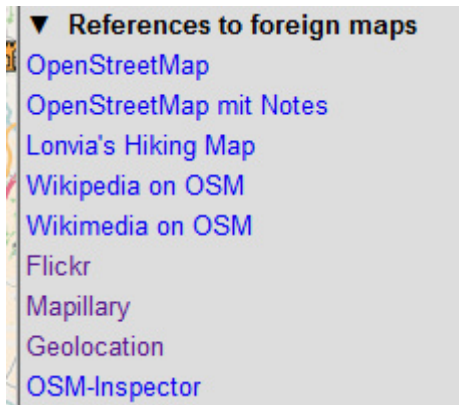 ▼ References to foreign maps
OpenStreetMap
OpenStreetMap mit Notes
Lonvia's Hiking Map
Wikipedia on OSM
Wikimedia on OSM
Flickr
Mapillary
Geolocation
OSM-Inspector